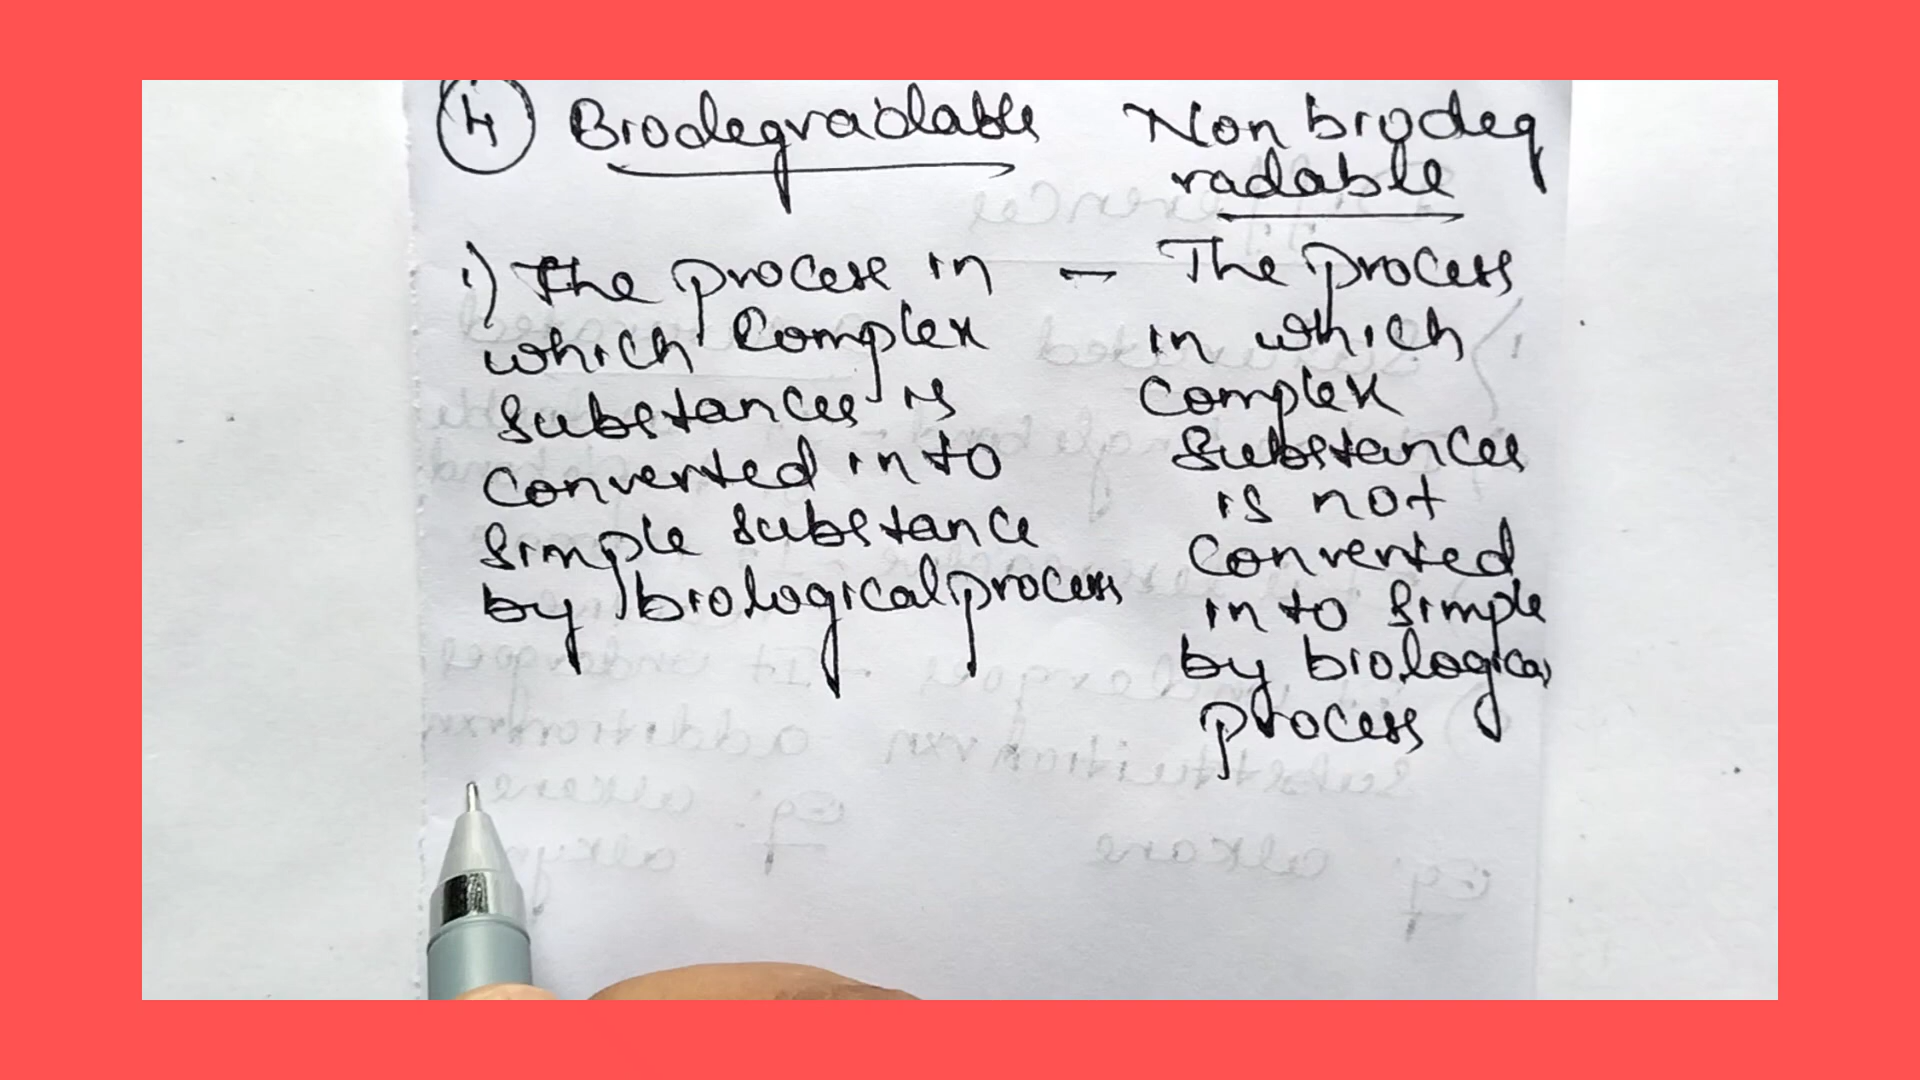 4 Biodegradable
i) The process in
which complex
substances is
converted into
simple substance
by biological process
Non biodeg
radable
- The process
in which
complex
substances
is not
converted
into simple
by biologica
process